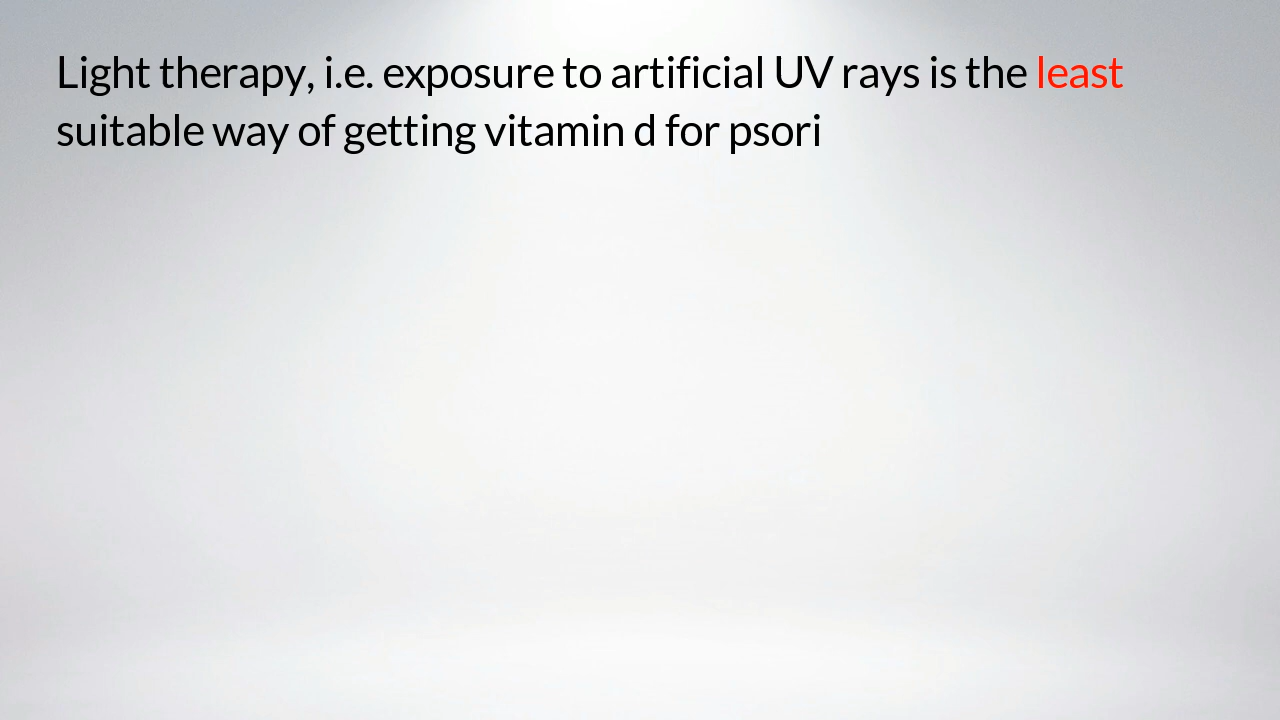 Light therapy, i.e. exposure to artificial UV rays is the least
suitable way of getting vitamin d for psori